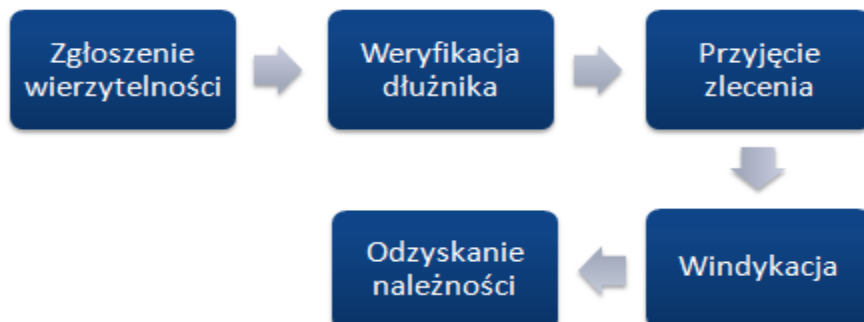 Zgłoszenie
wierzytelności
Weryfikacja
dłużnika
Przyjęcie
zlecenia
Windykacja
Odzyskanie
należności